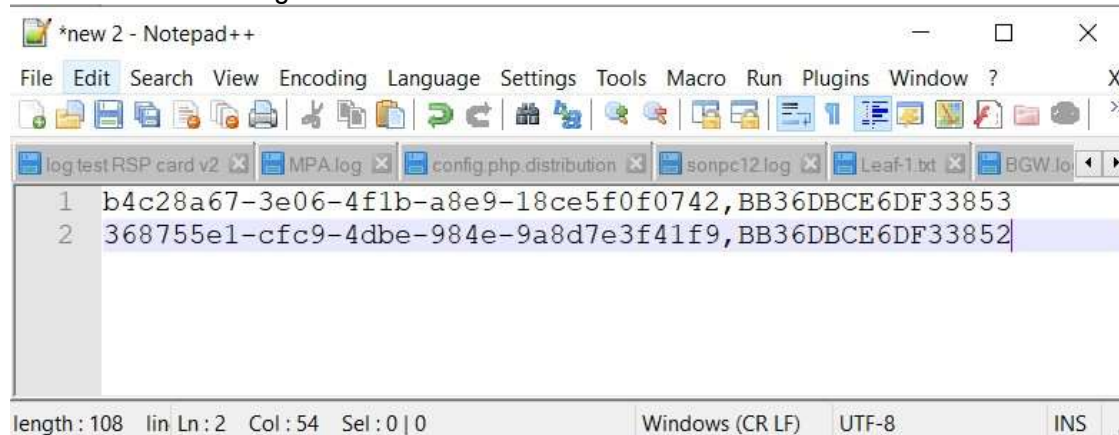 *new 2 - Notepad++
File Edit Search View Encoding Language Settings Tools Macro Run Plugins Window ? X
log test RSP card v2 MPA.log config.php.distribution sonpc12.log Leaf-1.txt BGW.lo
1 b4c28a67-3e06-4f1b-a8e9-18ce5f0f0742,BB36DBCE6DF33853
2 368755e1-cfc9-4dbe-984e-9a8d7e3f41f9,BB36DBCE6DF33852
length : 108 lin Ln : 2 Col : 54 Sel : 0 | 0 Windows (CR LF) UTF-8 INS